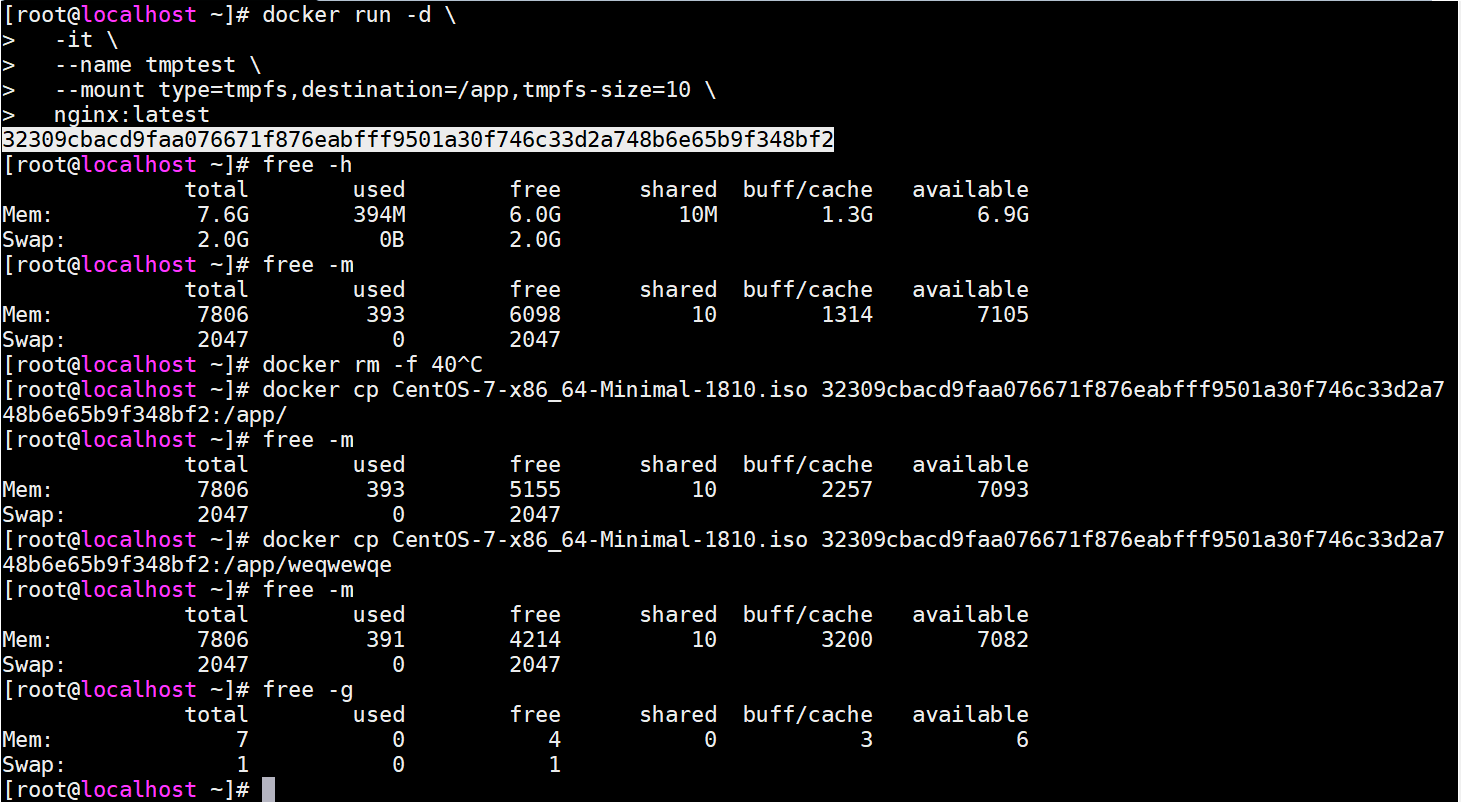 [root@localhost ~]# docker run -d \
>   -it \
>   --name tmptest \
>   --mount type=tmpfs,destination=/app,tmpfs-size=10 \
>   nginx:latest
32309cbacd9faa076671f876eabfff9501a30f746c33d2a748b6e65b9f348bf2
[root@localhost ~]# free -h
              total        used        free      shared  buff/cache   available
Mem:           7.6G        394M        6.0G         10M        1.3G        6.9G
Swap:          2.0G          0B        2.0G
[root@localhost ~]# free -m
              total        used        free      shared  buff/cache   available
Mem:           7806         393        6098          10        1314        7105
Swap:          2047           0        2047
[root@localhost ~]# docker rm -f 40^C
[root@localhost ~]# docker cp CentOS-7-x86_64-Minimal-1810.iso 32309cbacd9faa076671f876eabfff9501a30f746c33d2a7
48b6e65b9f348bf2:/app/
[root@localhost ~]# free -m
              total        used        free      shared  buff/cache   available
Mem:           7806         393        5155          10        2257        7093
Swap:          2047           0        2047
[root@localhost ~]# docker cp CentOS-7-x86_64-Minimal-1810.iso 32309cbacd9faa076671f876eabfff9501a30f746c33d2a7
48b6e65b9f348bf2:/app/weqwewqe
[root@localhost ~]# free -m
              total        used        free      shared  buff/cache   available
Mem:           7806         391        4214          10        3200        7082
Swap:          2047           0        2047
[root@localhost ~]# free -g
              total        used        free      shared  buff/cache   available
Mem:              7           0           4           0           3           6
Swap:             1           0           1
[root@localhost ~]#